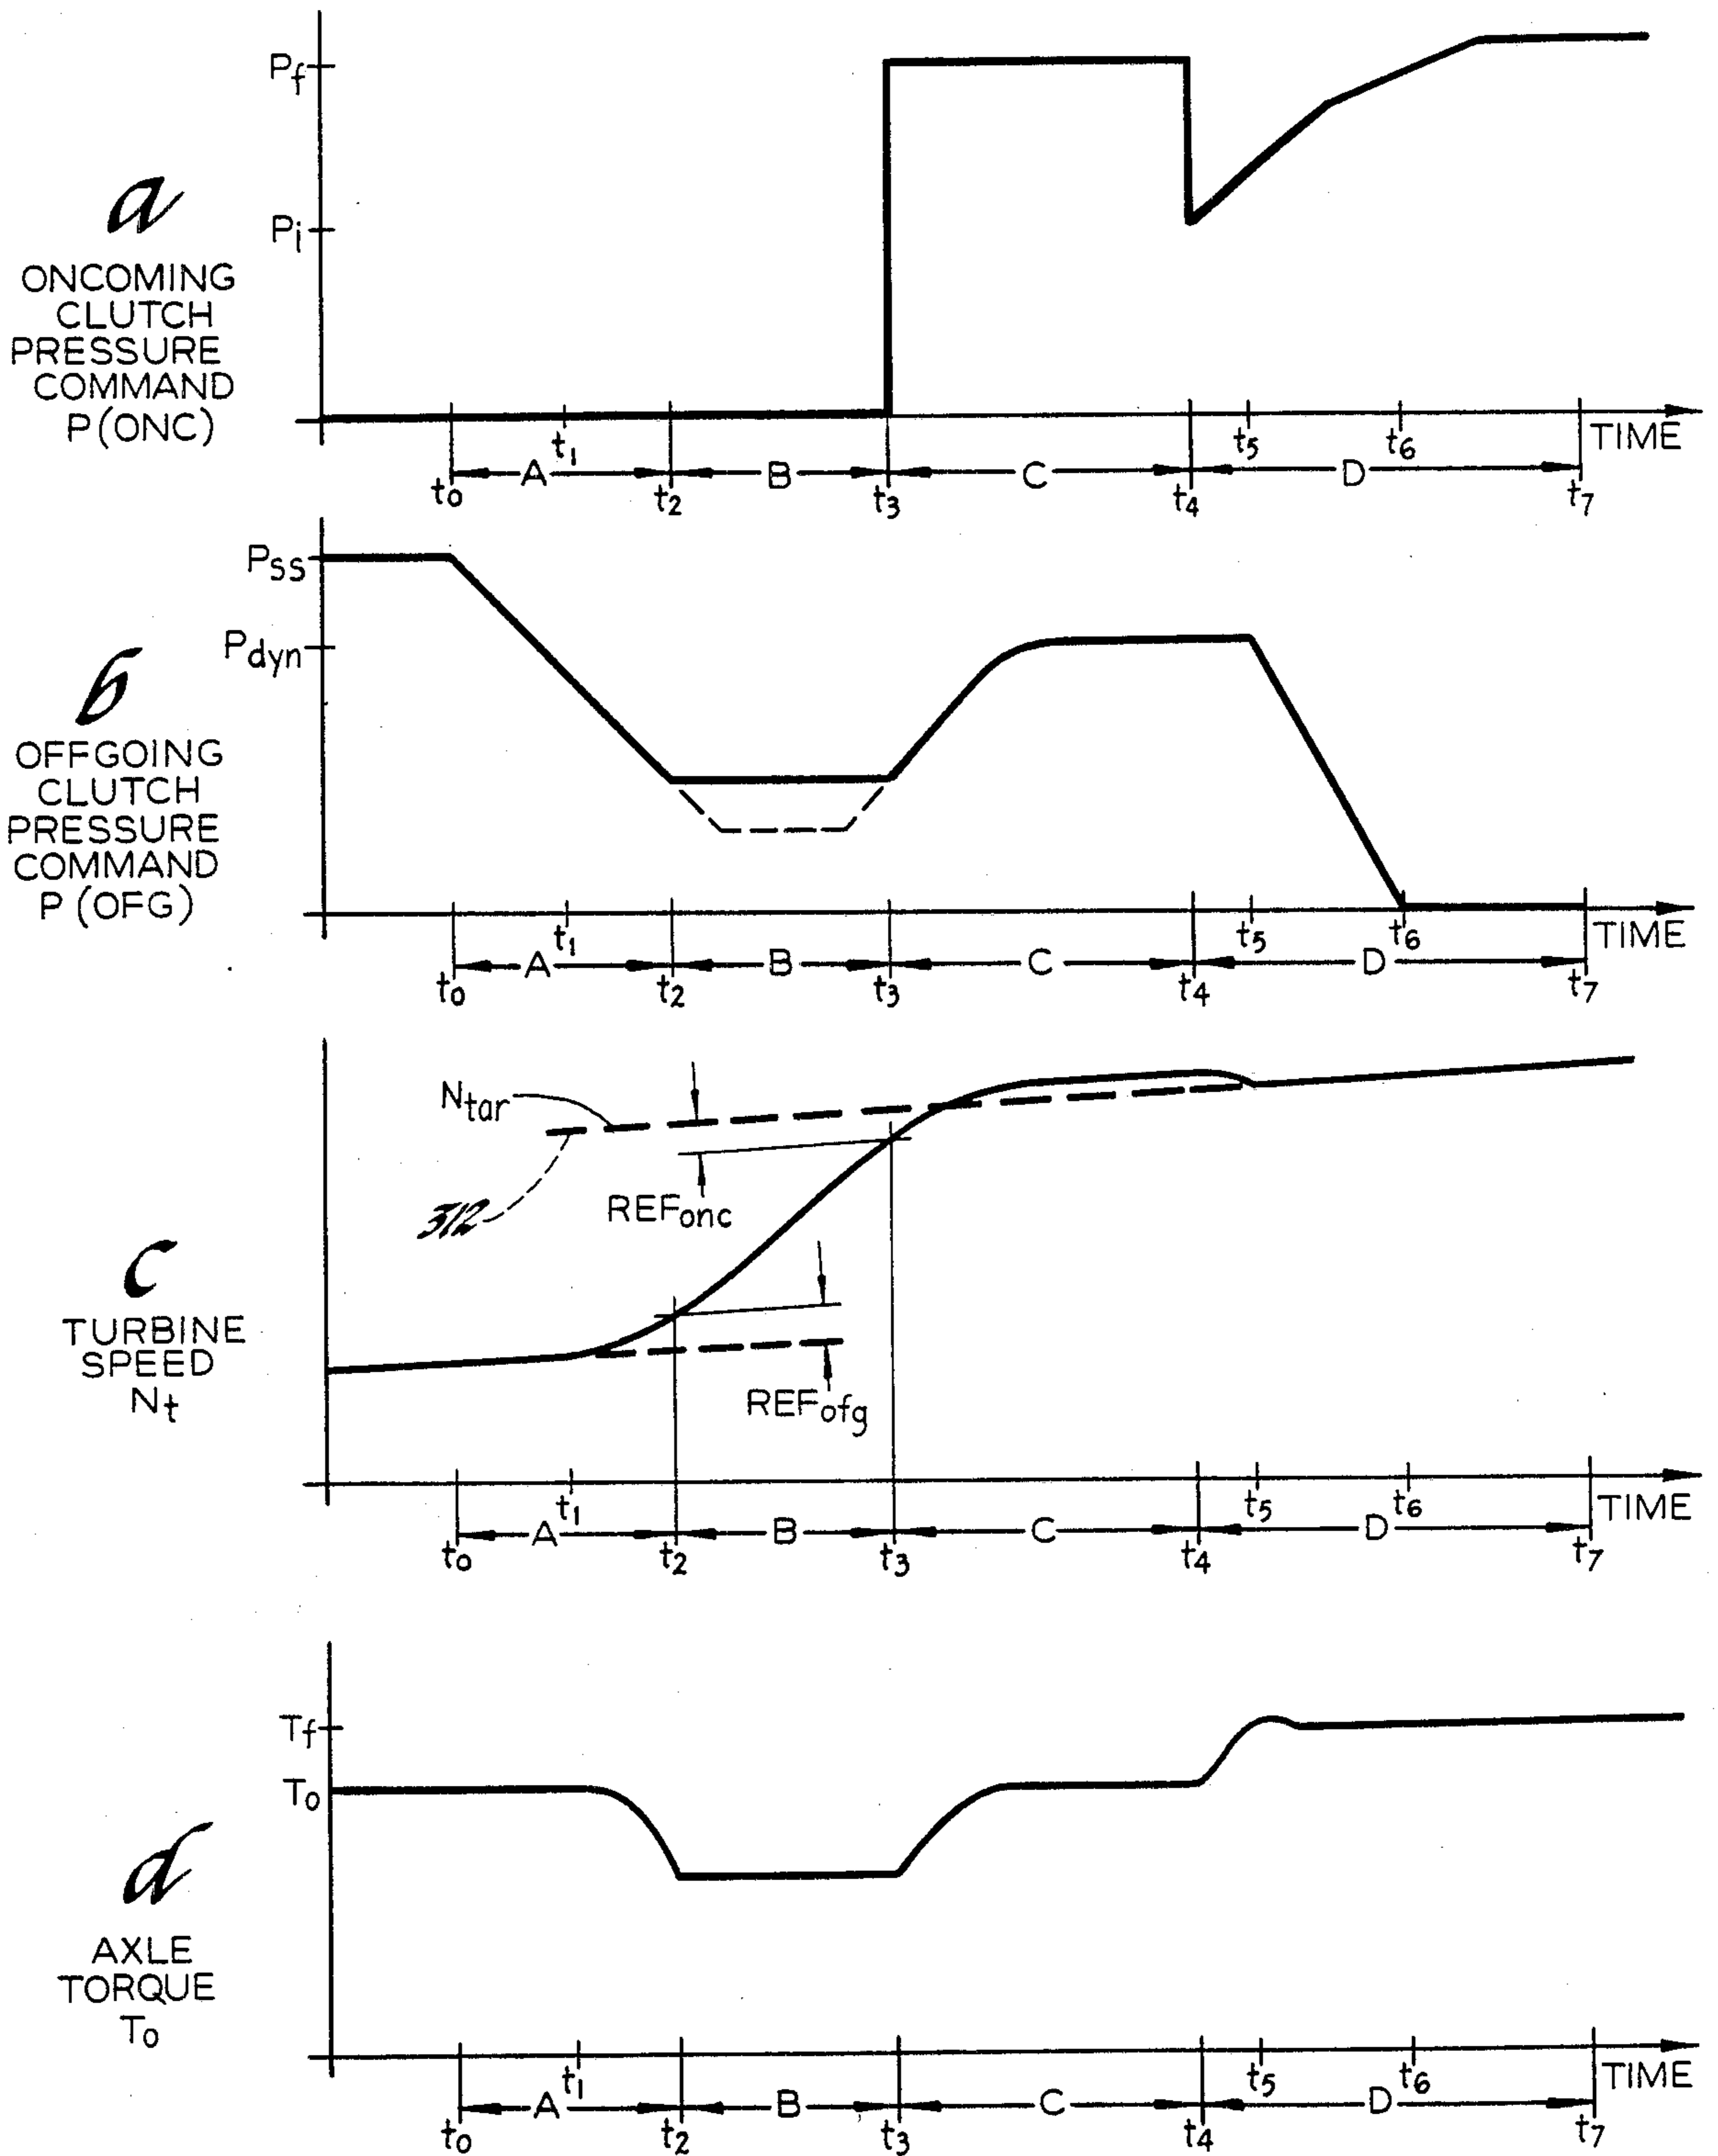 Pf
Pi
a
ONCOMING
CLUTCH
PRESSURE
COMMAND
P(ONC)
t1 t5 t6 TIME
A B C D
t0 t2 t3 t4 t7
Pss
Pdyn
b
OFFGOING
CLUTCH
PRESSURE
COMMAND
P(OFG)
t1 t5 t6 TIME
A B C D
t0 t2 t3 t4 t7
Ntar
312
REFonc
c
TURBINE
SPEED
Nt
REFofg
t1 t5 t6 TIME
A B C D
t0 t2 t3 t4 t7
Tf
To
d
AXLE
TORQUE
To
t1 t5 t6 TIME
A B C D
t0 t2 t3 t4 t7